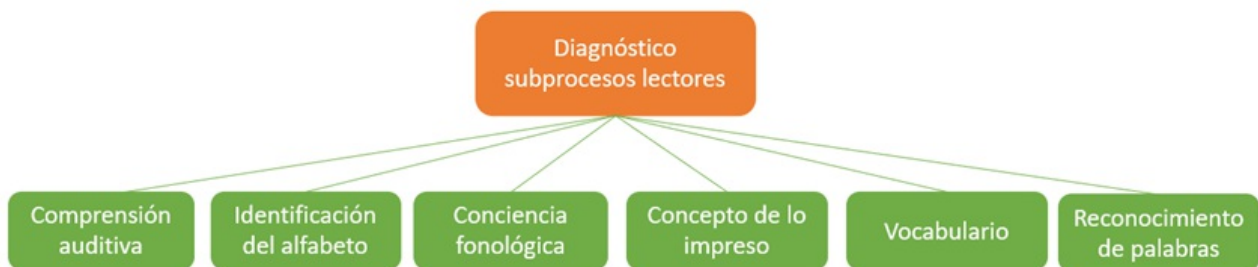 Diagnóstico
subprocesos lectores
Comprensión
auditiva
Identificación
del alfabeto
Conciencia
fonológica
Concepto de lo
impreso
Vocabulario
Reconocimiento
de palabras